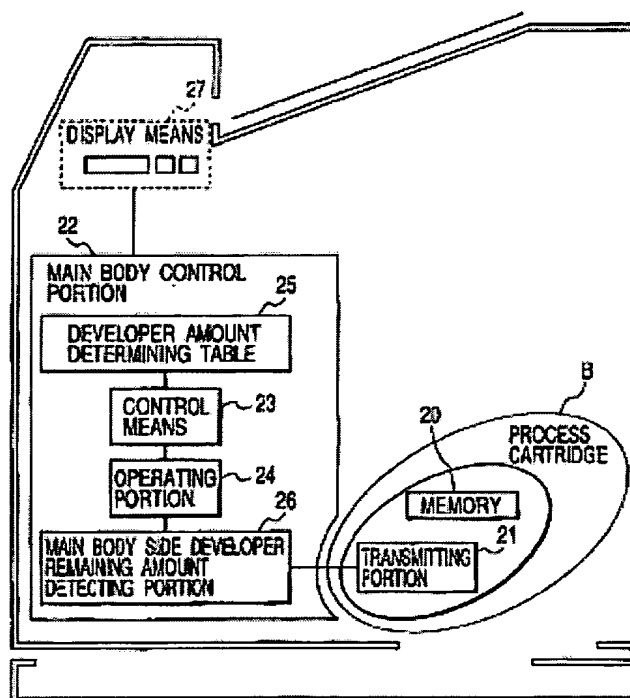 27
DISPLAY MEANS
22
MAIN BODY CONTROL
PORTION
25
DEVELOPER AMOUNT
DETERMINING TABLE
CONTROL
MEANS
23
OPERATING
PORTION
24
26
MAIN BODY SIDE DEVELOPER
REMAINING AMOUNT
DETECTING PORTION
B
PROCESS
CARTRIDGE
20
MEMORY
21
TRANSMITTING
PORTION